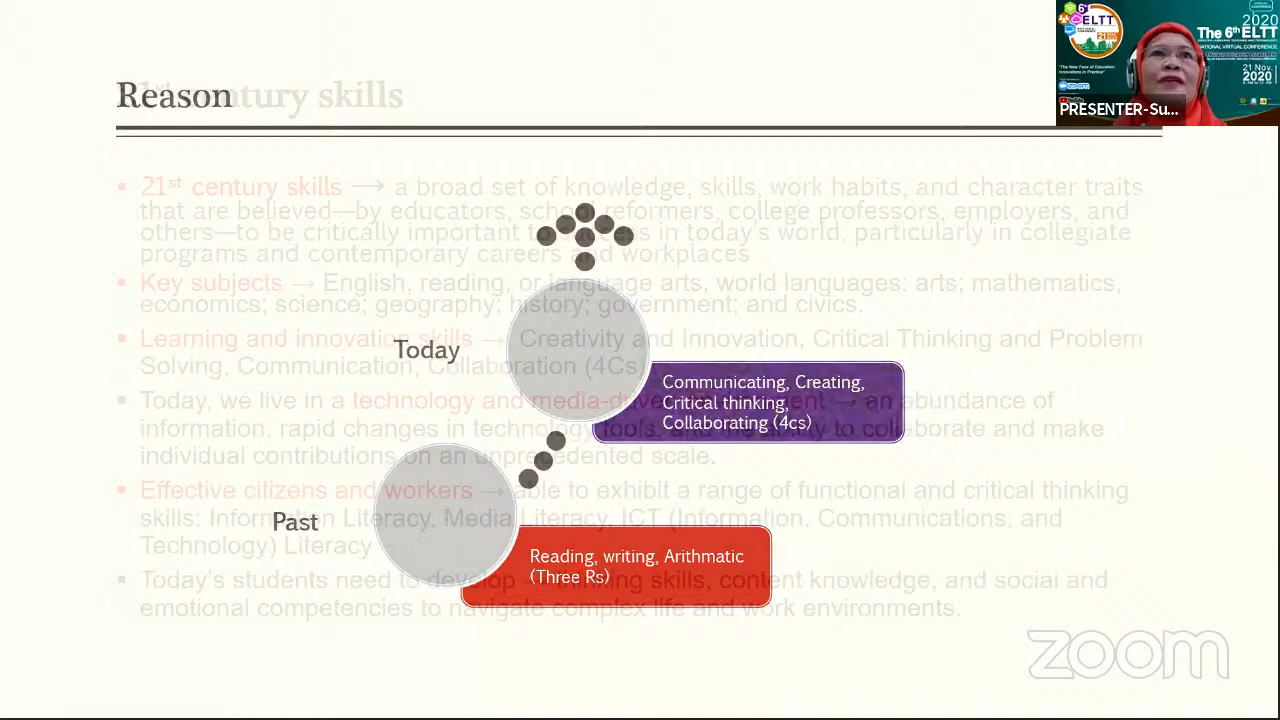 Reason
21st century skills
21st century skills → a broad set of knowledge, skills, work habits, and character traits
that are believed—by educators, school reformers, college professors, employers, and
others—to be critically important to success in today's world, particularly in collegiate
programs and contemporary careers and workplaces
Key subjects → English, reading, or language arts, world languages: arts; mathematics,
economics; science; geography; history; government; and civics.
Learning and innovation skills → Creativity and Innovation, Critical Thinking and Problem
Solving, Communication, Collaboration (4Cs)
Today, we live in a technology and media-driven environment → an abundance of
information, rapid changes in technology tools, and the ability to collaborate and make
individual contributions on an unprecedented scale.
Effective citizens and workers → able to exhibit a range of functional and critical thinking
skills: Information Literacy, Media Literacy, ICT (Information, Communications, and
Technology) Literacy
Today's students need to develop → thinking skills, content knowledge, and social and
emotional competencies to navigate complex life and work environments.
Today
Communicating, Creating,
Critical thinking,
Collaborating (4cs)
Past
Reading, writing, Arithmatic
(Three Rs)
6th
ELTT
2020
The 6th ELTT
NATIONAL VIRTUAL CONFERENCE
21 Nov.
2020
PRESENTER-Su...
zoom